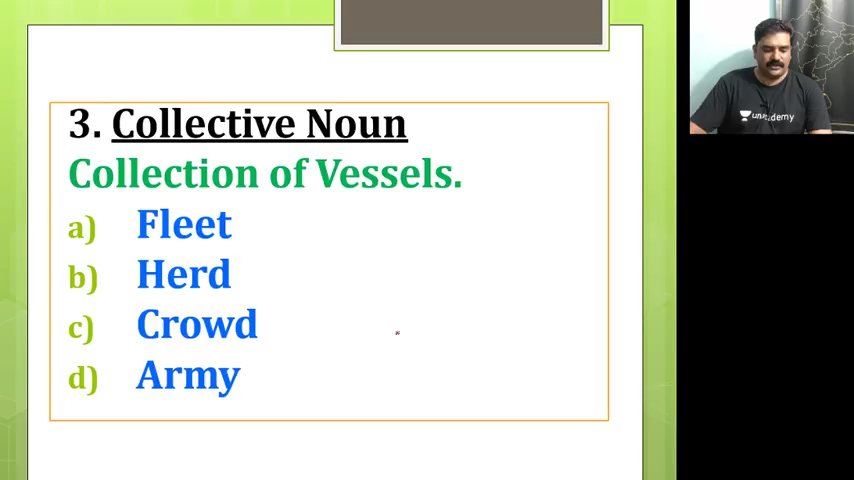 3. Collective Noun
Collection of Vessels.
a) Fleet
b) Herd
c) Crowd
d) Army
unacademy